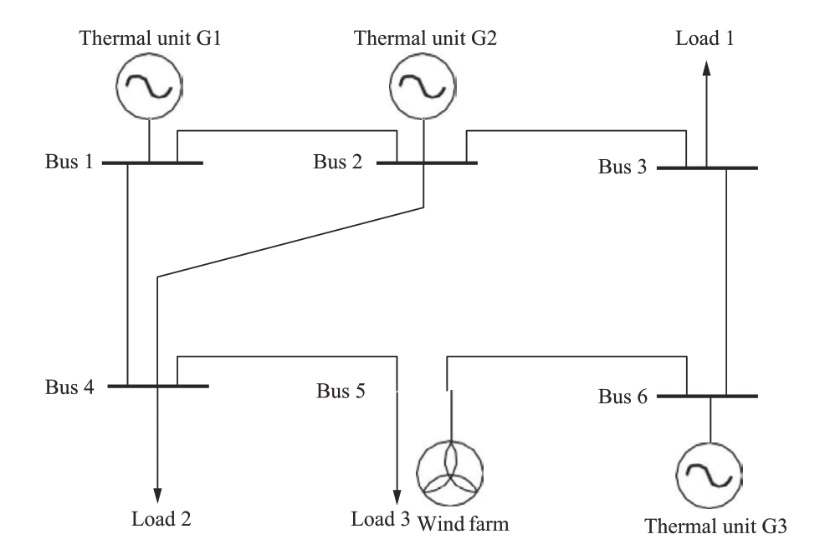 Thermal unit G1
Thermal unit G2
Load 1
Bus 1
Bus 2
Bus 3
Bus 4
Bus 5
Bus 6
Load 2
Load 3
Wind farm
Thermal unit G3